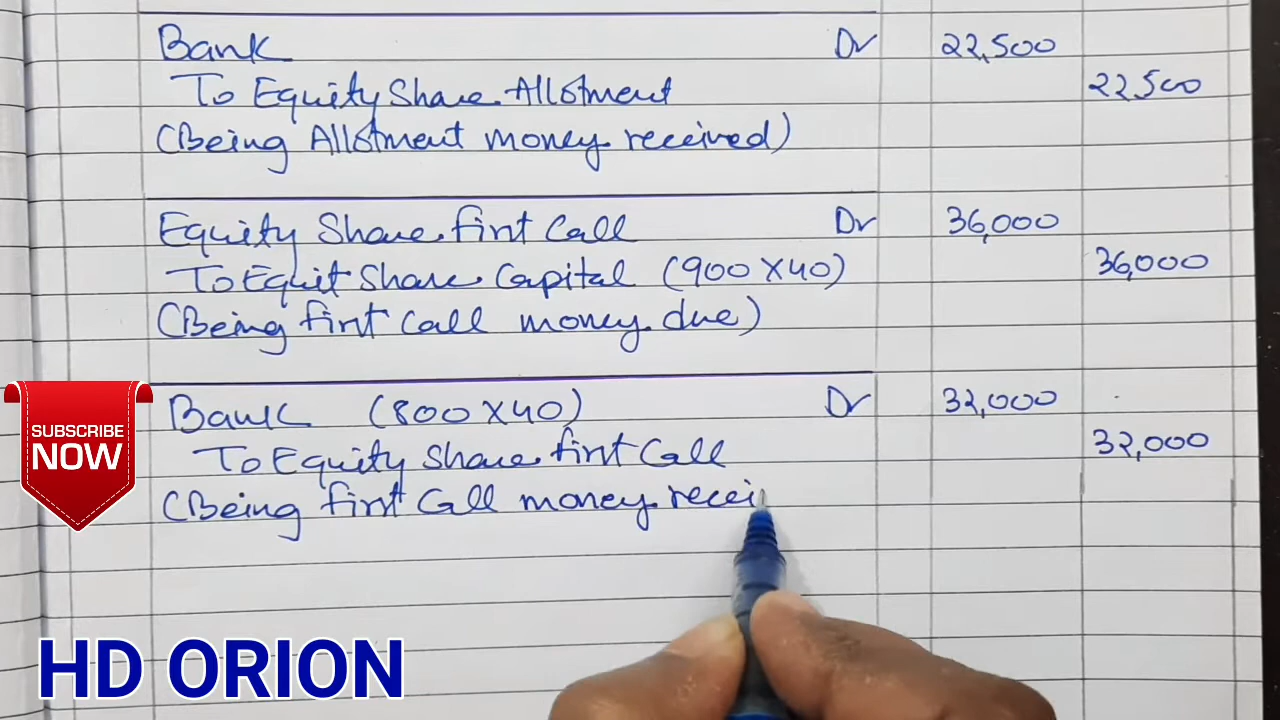 Bank Dr 22,500
To Equity Share Allotment 22,500
(Being Allotment money received)
Equity Share first Call Dr 36,000
To Equit Share Capital (900 X 40) 36,000
(Being first call money due)
Bank (800 X 40) Dr 32,000
To Equity Share first Call 32,000
(Being first Call money recei
SUBSCRIBE
NOW
HD ORION